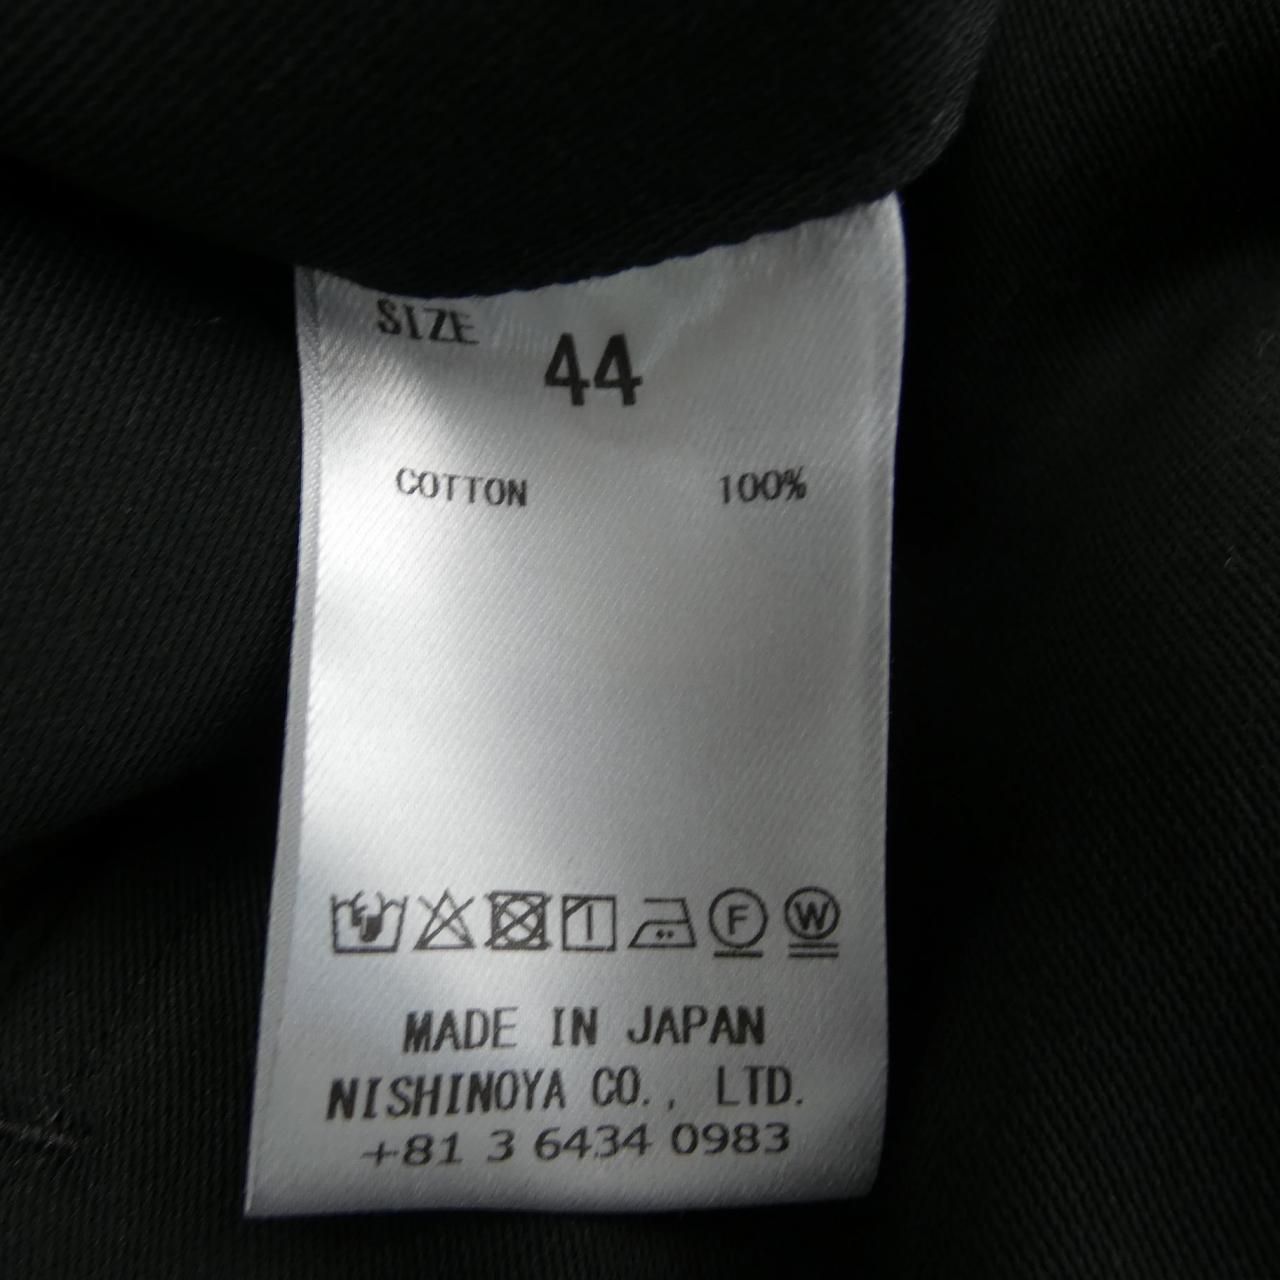 SIZE 44
COTTON 100%
F W
MADE IN JAPAN
NISHINOYA CO., LTD.
+81 3 6434 0983